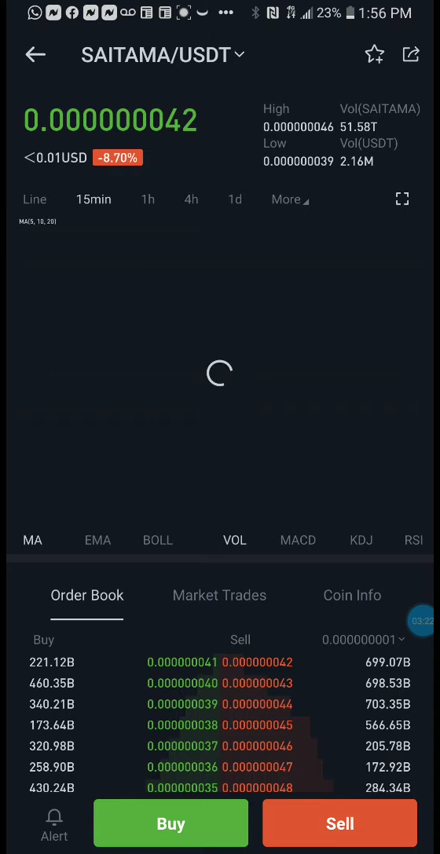 23% 1:56 PM
SAITAMA/USDT
0.000000042
<0.01USD -8.70%
High Vol(SAITAMA)
0.000000046 51.58T
Low Vol(USDT)
0.000000039 2.16M
Line 15min 1h 4h 1d More
MA(5, 10, 20)
MA EMA BOLL VOL MACD KDJ RSI
Order Book Market Trades Coin Info
03:22
Buy Sell 0.000000001
221.12B 0.000000041 0.000000042 699.07B
460.35B 0.000000040 0.000000043 698.53B
340.21B 0.000000039 0.000000044 703.35B
173.64B 0.000000038 0.000000045 566.65B
320.98B 0.000000037 0.000000046 205.78B
258.90B 0.000000036 0.000000047 172.92B
430.24B 0.000000035 0.000000048 284.34B
Alert Buy Sell